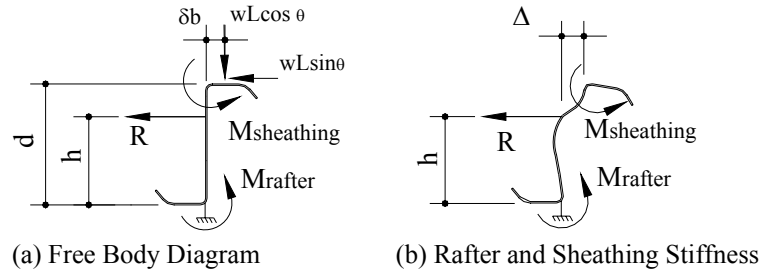 δb
wLcos θ
wLsinθ
d
h
R
Msheathing
Mrafter
(a) Free Body Diagram
Δ
h
R
Msheathing
Mrafter
(b) Rafter and Sheathing Stiffness